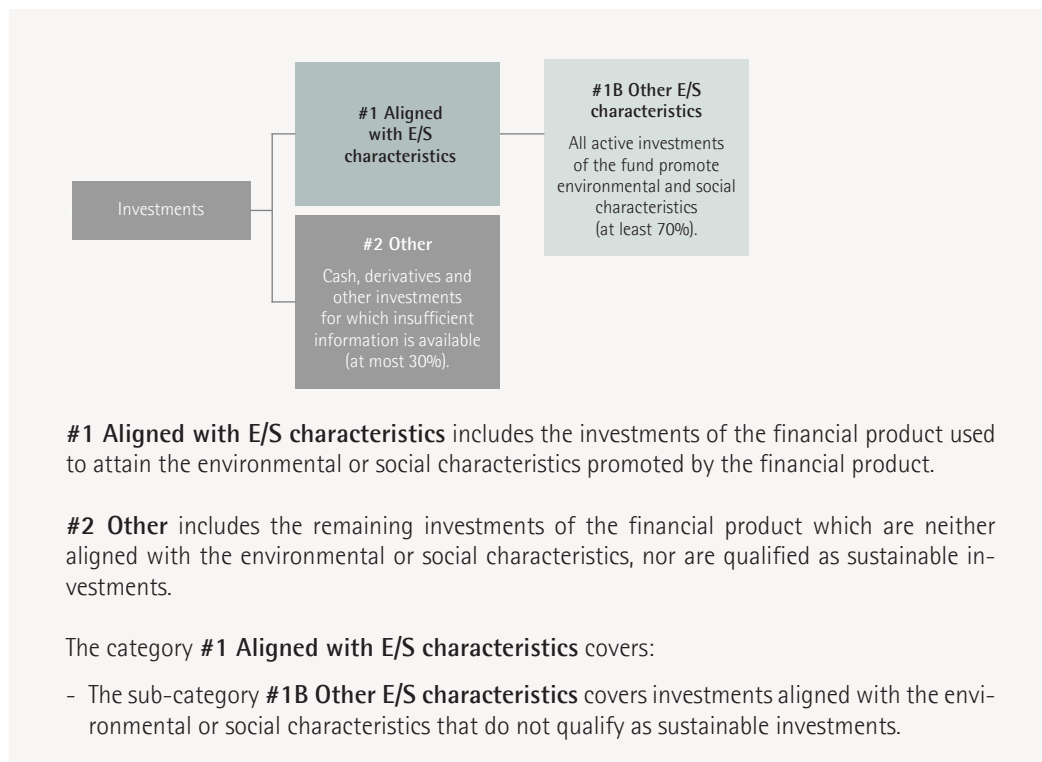 #1 Aligned
with E/S
characteristics
#1B Other E/S
characteristics
All active investments
of the fund promote
environmental and social
characteristics
(at least 70%).
Investments
#2 Other
Cash, derivatives and
other investments
for which insufficient
information is available
(at most 30%).
#1 Aligned with E/S characteristics includes the investments of the financial product used
to attain the environmental or social characteristics promoted by the financial product.
#2 Other includes the remaining investments of the financial product which are neither
aligned with the environmental or social characteristics, nor are qualified as sustainable in-
vestments.
The category #1 Aligned with E/S characteristics covers:
- The sub-category #1B Other E/S characteristics covers investments aligned with the envi-
ronmental or social characteristics that do not qualify as sustainable investments.